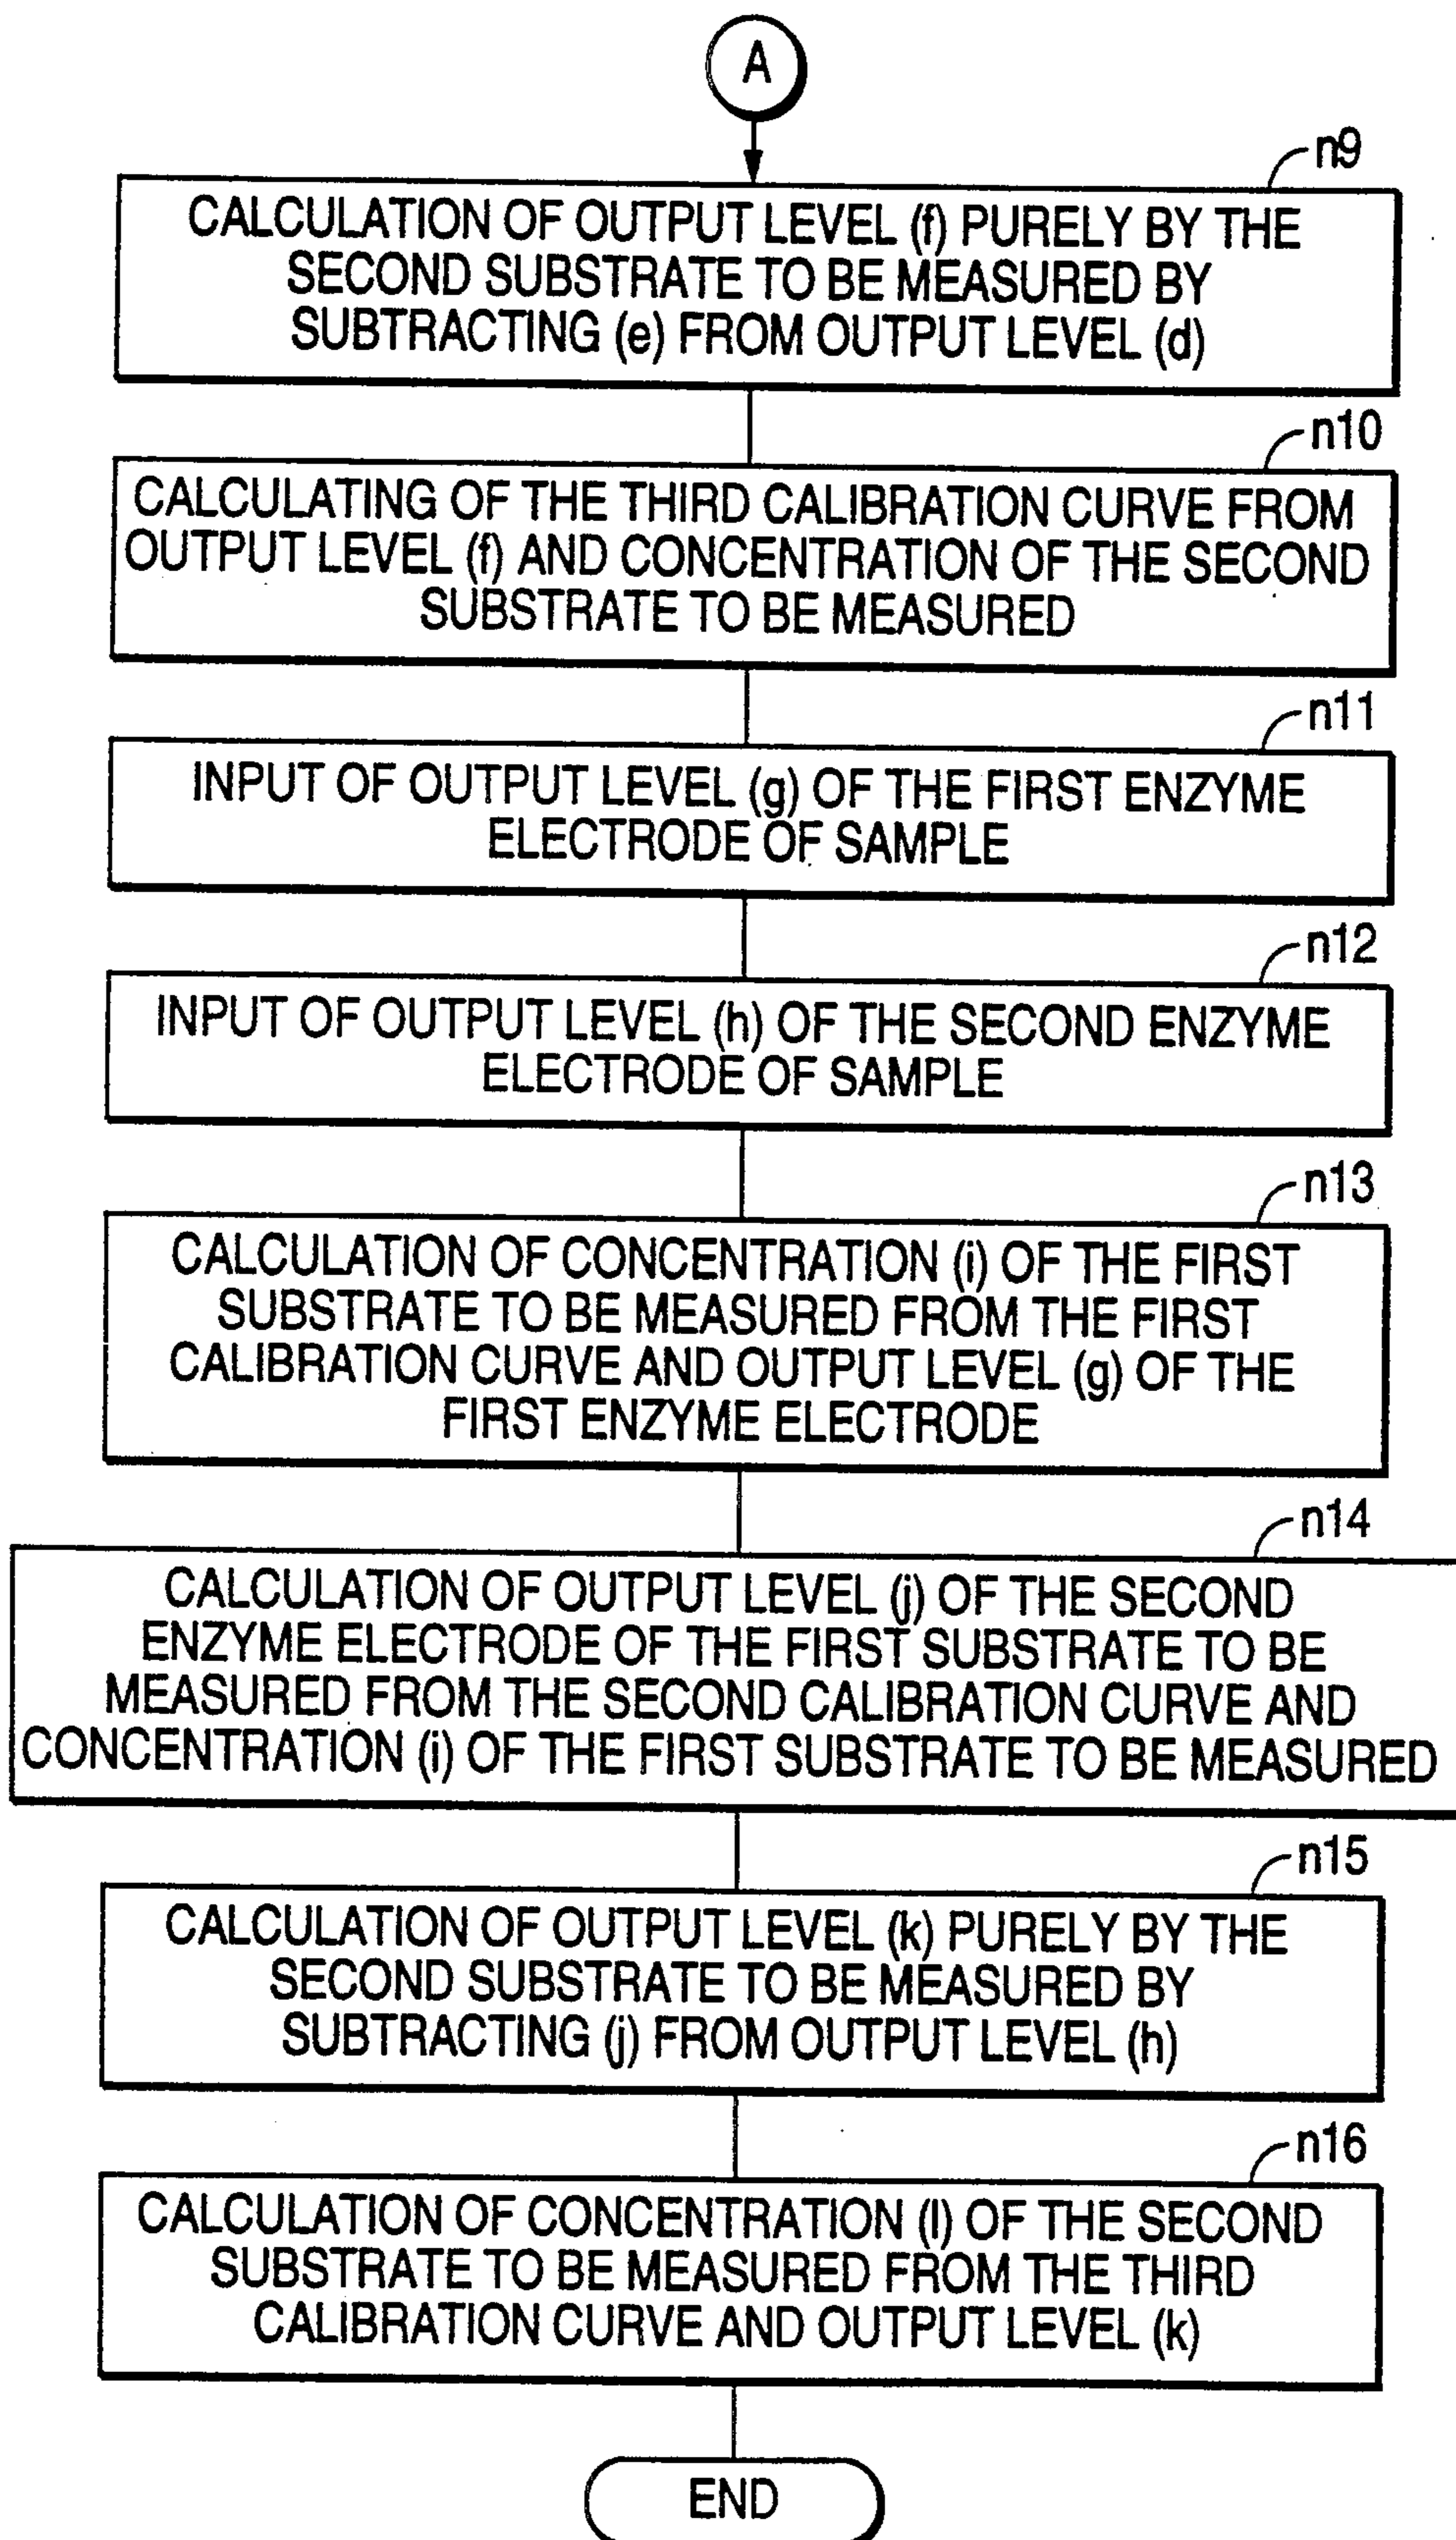 A
n9
CALCULATION OF OUTPUT LEVEL (f) PURELY BY THE
SECOND SUBSTRATE TO BE MEASURED BY
SUBTRACTING (e) FROM OUTPUT LEVEL (d)
n10
CALCULATING OF THE THIRD CALIBRATION CURVE FROM
OUTPUT LEVEL (f) AND CONCENTRATION OF THE SECOND
SUBSTRATE TO BE MEASURED
n11
INPUT OF OUTPUT LEVEL (g) OF THE FIRST ENZYME
ELECTRODE OF SAMPLE
n12
INPUT OF OUTPUT LEVEL (h) OF THE SECOND ENZYME
ELECTRODE OF SAMPLE
n13
CALCULATION OF CONCENTRATION (i) OF THE FIRST
SUBSTRATE TO BE MEASURED FROM THE FIRST
CALIBRATION CURVE AND OUTPUT LEVEL (g) OF THE
FIRST ENZYME ELECTRODE
n14
CALCULATION OF OUTPUT LEVEL (j) OF THE SECOND
ENZYME ELECTRODE OF THE FIRST SUBSTRATE TO BE
MEASURED FROM THE SECOND CALIBRATION CURVE AND
CONCENTRATION (i) OF THE FIRST SUBSTRATE TO BE MEASURED
n15
CALCULATION OF OUTPUT LEVEL (k) PURELY BY THE
SECOND SUBSTRATE TO BE MEASURED BY
SUBTRACTING (j) FROM OUTPUT LEVEL (h)
n16
CALCULATION OF CONCENTRATION (l) OF THE SECOND
SUBSTRATE TO BE MEASURED FROM THE THIRD
CALIBRATION CURVE AND OUTPUT LEVEL (k)
END